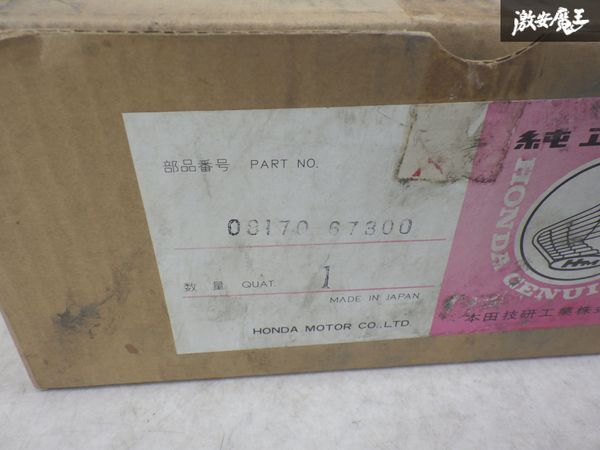 激安魔王
純正
部品番号 PART NO.
08170 67300
HONDA GENUI
数量 QUAT. 1
MADE IN JAPAN
HONDA MOTOR CO.,LTD.
本田技研工業株式